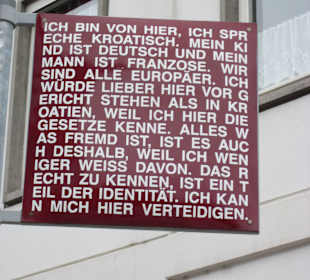 ICH BIN VON HIER, ICH SPR
ECHE KROATISCH. MEIN KI
ND IST DEUTSCH UND MEIN
MANN IST FRANZOSE. WIR
SIND ALLE EUROPÄER. ICH
WÜRDE LIEBER HIER VOR G
ERICHT STEHEN ALS IN KR
OATIEN, WEIL ICH HIER DIE
GESETZE KENNE. ALLES W
AS FREMD IST, IST ES AUC
H DESHALB, WEIL ICH WEN
IGER WEISS DAVON. DAS R
ECHT ZU KENNEN, IST EIN T
EIL DER IDENTITÄT. ICH KAN
N MICH HIER VERTEIDIGEN.